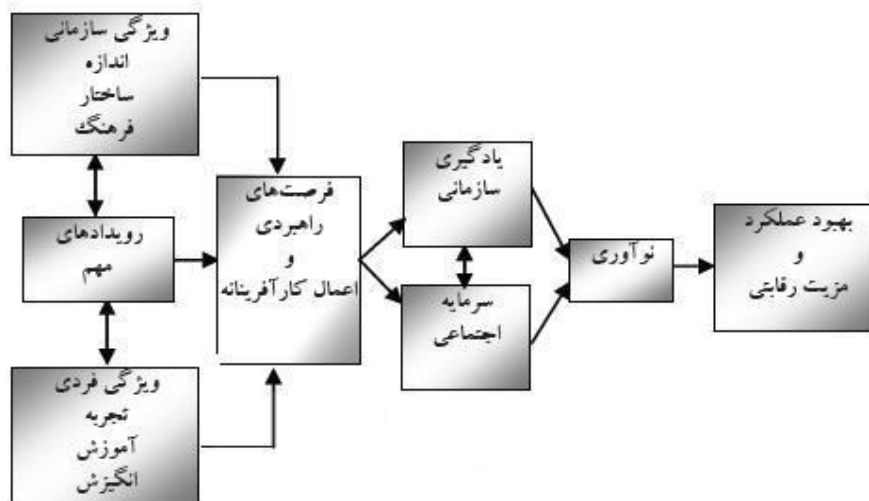 ویژگی سازمانی
اندازه
ساختار
فرهنگ
رویدادهای
مهم
ویژگی فردی
تجربه
آموزش
انگیزش
فرصت‌های
راهبردی
و
اعمال کارآفرینانه
یادگیری
سازمانی
سرمایه
اجتماعی
نوآوری
بهبود عملکرد
و
مزیت رقابتی